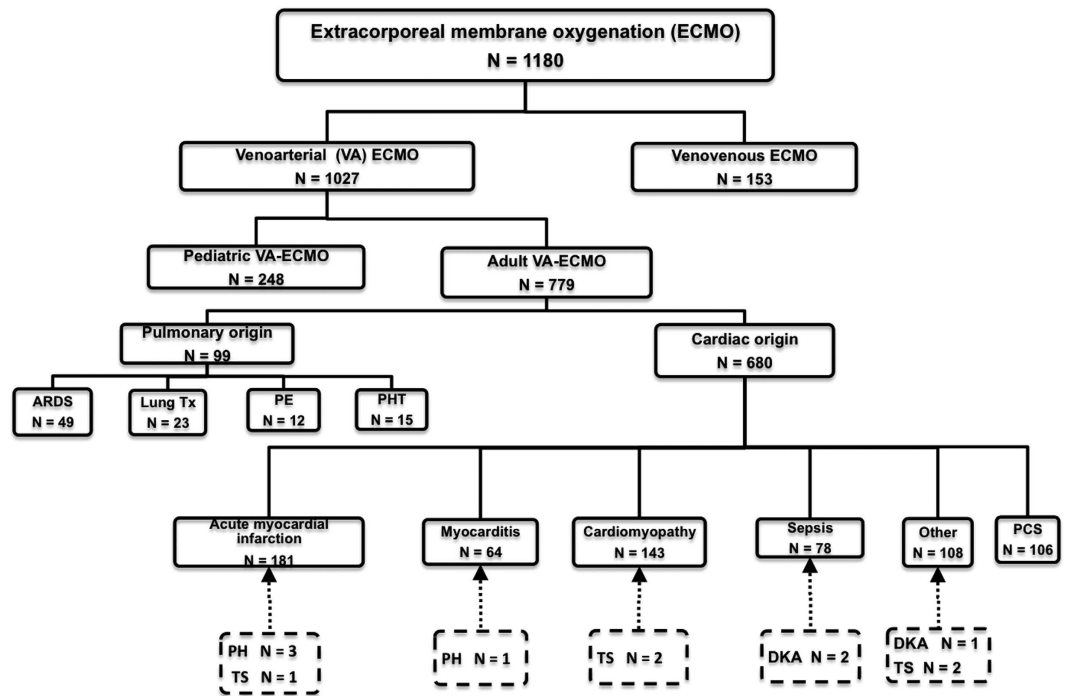 Extracorporeal membrane oxygenation (ECMO)
N = 1180
Venoarterial (VA) ECMO
N = 1027
Venovenous ECMO
N = 153
Pediatric VA-ECMO
N = 248
Adult VA-ECMO
N = 779
Pulmonary origin
N = 99
Cardiac origin
N = 680
ARDS
N = 49
Lung Tx
N = 23
PE
N = 12
PHT
N = 15
Acute myocardial
infarction
N = 181
Myocarditis
N = 64
Cardiomyopathy
N = 143
Sepsis
N = 78
Other
N = 108
PCS
N = 106
PH N = 3
TS N = 1
PH N = 1
TS N = 2
DKA N = 2
DKA N = 1
TS N = 2